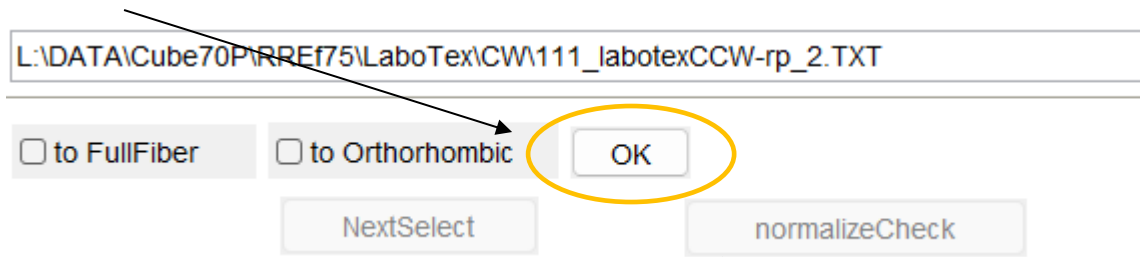 L:\DATA\Cube70P\RREf75\LaboTex\CW\111_labotexCCW-rp_2.TXT
to FullFiber to Orthorhombic OK
NextSelect normalizeCheck